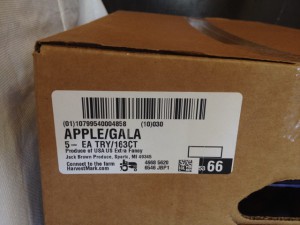 (01)10799540004858 (10)030
APPLE/GALA
5- EA TRY/163CT
Produce of USA US Extra Fancy
Jack Brown Produce, Sparta, MI 49345
Connect to the farm
HarvestMark.com
66